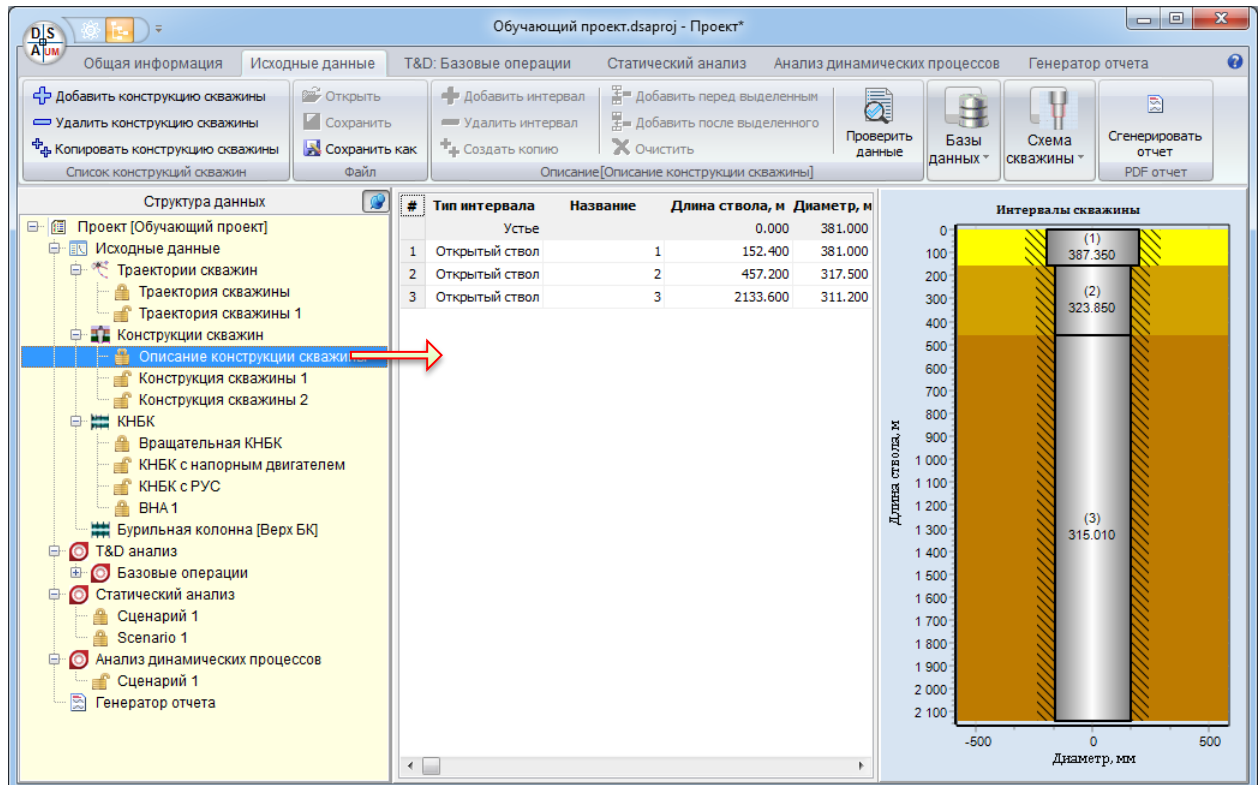 Обучающий проект.dsaproj - Проект*
D S
A UM
Общая информация Исходные данные T&D: Базовые операции Статический анализ Анализ динамических процессов Генератор отчета
Добавить конструкцию скважины
Удалить конструкцию скважины
Копировать конструкцию скважины
Список конструкций скважин
Открыть
Сохранить
Сохранить как
Файл
Добавить интервал
Удалить интервал
Создать копию
Добавить перед выделенным
Добавить после выделенного
Очистить
Проверить
данные
Описание[Описание конструкции скважины]
Базы
данных
Схема
скважины
Сгенерировать
отчет
PDF отчет
Структура данных
Проект [Обучающий проект]
Исходные данные
Траектории скважин
Траектория скважины
Траектория скважины 1
Конструкции скважин
Описание конструкции скважины
Конструкция скважины 1
Конструкция скважины 2
КНБК
Вращательная КНБК
КНБК с напорным двигателем
КНБК с РУС
BHA 1
Бурильная колонна [Верх БК]
T&D анализ
Базовые операции
Статический анализ
Сценарий 1
Scenario 1
Анализ динамических процессов
Сценарий 1
Генератор отчета
# Тип интервала Название Длина ствола, м Диаметр, м
Устье 0.000 381.000
1 Открытый ствол 1 152.400 381.000
2 Открытый ствол 2 457.200 317.500
3 Открытый ствол 3 2133.600 311.200
Интервалы скважины
Длина ствола, м
0
100
200
300
400
500
600
700
800
900
1 000
1 100
1 200
1 300
1 400
1 500
1 600
1 700
1 800
1 900
2 000
2 100
(1)
387.350
(2)
323.850
(3)
315.010
-500 0 500
Диаметр, мм